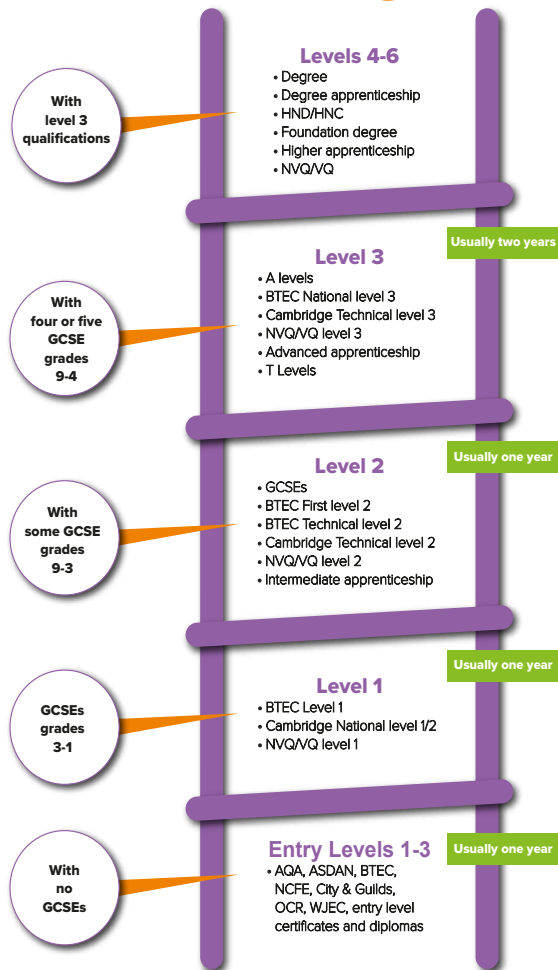 With
level 3
qualifications
Levels 4-6
• Degree
• Degree apprenticeship
• HND/HNC
• Foundation degree
• Higher apprenticeship
• NVQ/VQ
Usually two years
With
four or five
GCSE
grades
9-4
Level 3
• A levels
• BTEC National level 3
• Cambridge Technical level 3
• NVQ/VQ level 3
• Advanced apprenticeship
• T Levels
Usually one year
With
some GCSE
grades
9-3
Level 2
• GCSEs
• BTEC First level 2
• BTEC Technical level 2
• Cambridge Technical level 2
• NVQ/VQ level 2
• Intermediate apprenticeship
Usually one year
GCSEs
grades
3-1
Level 1
• BTEC Level 1
• Cambridge National level 1/2
• NVQ/VQ level 1
Usually one year
With
no
GCSEs
Entry Levels 1-3
• AQA, ASDAN, BTEC,
NCFE, City & Guilds,
OCR, WJEC, entry level
certificates and diplomas